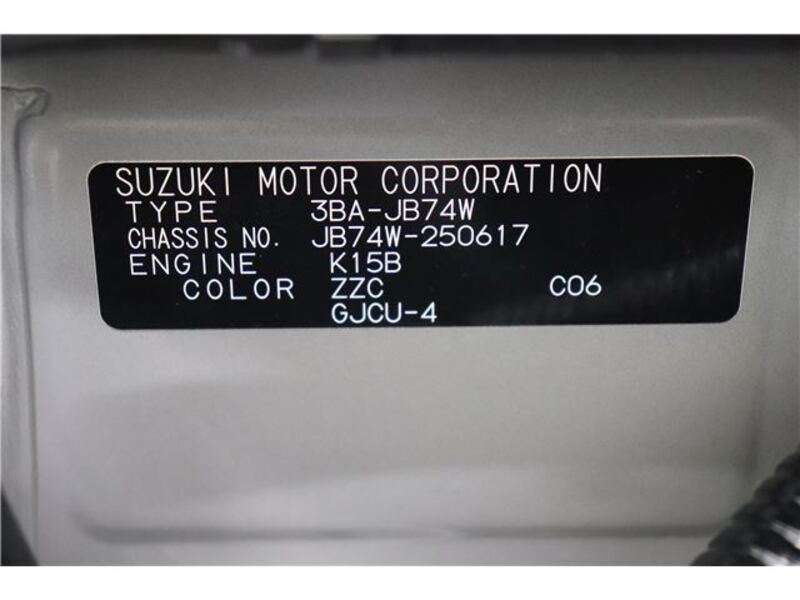 SUZUKI MOTOR CORPORATION
TYPE 3BA-JB74W
CHASSIS NO. JB74W-250617
ENGINE K15B
COLOR ZZC C06
GJCU-4